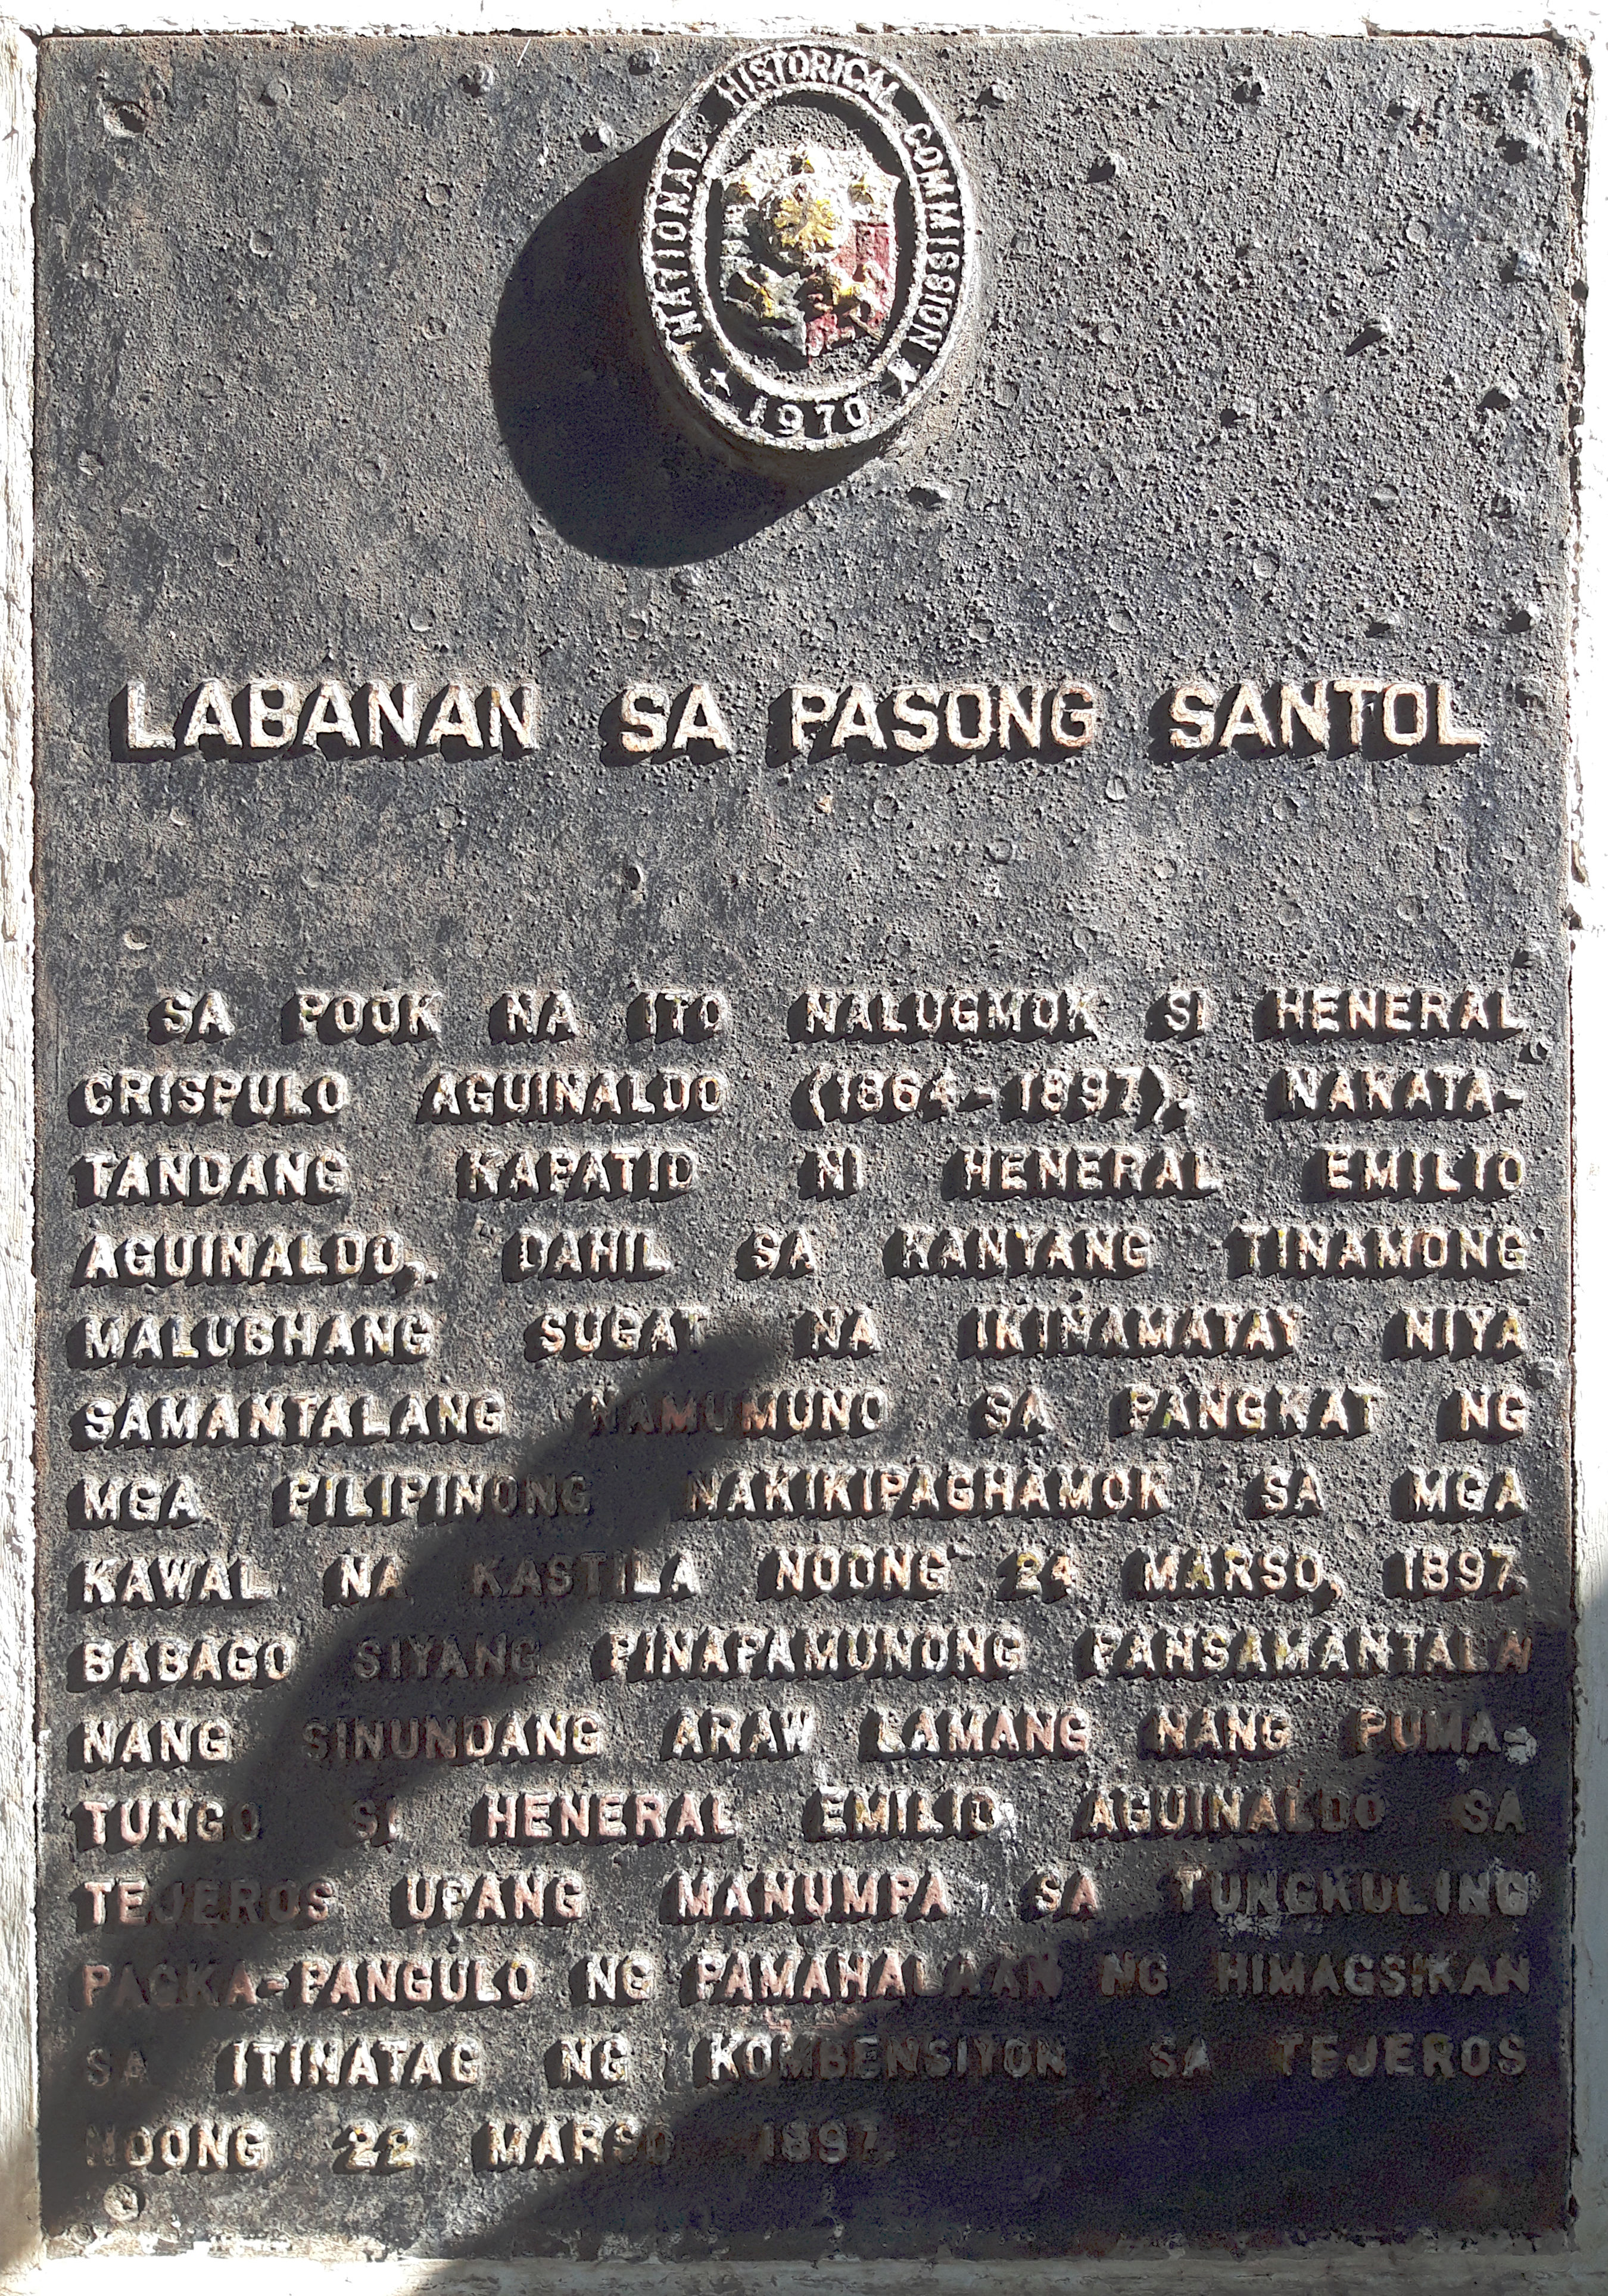 NATIONAL HISTORICAL COMMISSION
1970
LABANAN SA PASONG SANTOL
SA POOK NA ITO NALUGMOK SI HENERAL
CRISPULO AGUINALDO (1864-1897), NAKATA-
TANDANG KAPATID NI HENERAL EMILIO
AGUINALDO, DAHIL SA KANYANG TINAMONG
MALUBHANG SUGAT NA IKINAMATAY NIYA
SAMANTALANG NAMUMUNO SA PANGKAT NG
MGA PILIPINONG NAKIKIPAGHAMOK SA MGA
KAWAL NA KASTILA NOONG 24 MARSO, 1897.
BABAGO SIYANG PINAPAMUNONG PANSAMANTALA
NANG SINUNDANG ARAW LAMANG NANG PUMA-
TUNGO SI HENERAL EMILIO AGUINALDO SA
TEJEROS UPANG MANUMPA SA TUNGKULING
PAGKA-PANGULO NG PAMAHALAAN NG HIMAGSIKAN
SA ITINATAG NG KOMBENSIYON SA TEJEROS
NOONG 22 MARSO 1897.